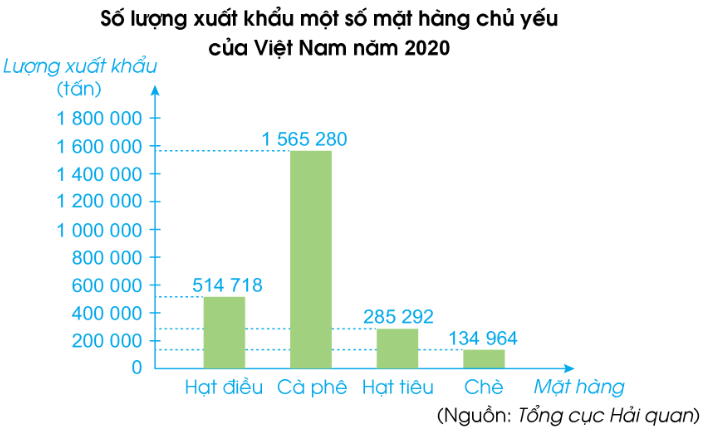 Số lượng xuất khẩu một số mặt hàng chủ yếu
của Việt Nam năm 2020
Lượng xuất khẩu
(tấn)
1 800 000
1 600 000
1 400 000
1 200 000
1 000 000
800 000
600 000
400 000
200 000
0
514 718
1 565 280
285 292
134 964
Hạt điều Cà phê Hạt tiêu Chè Mặt hàng
(Nguồn: Tổng cục Hải quan)